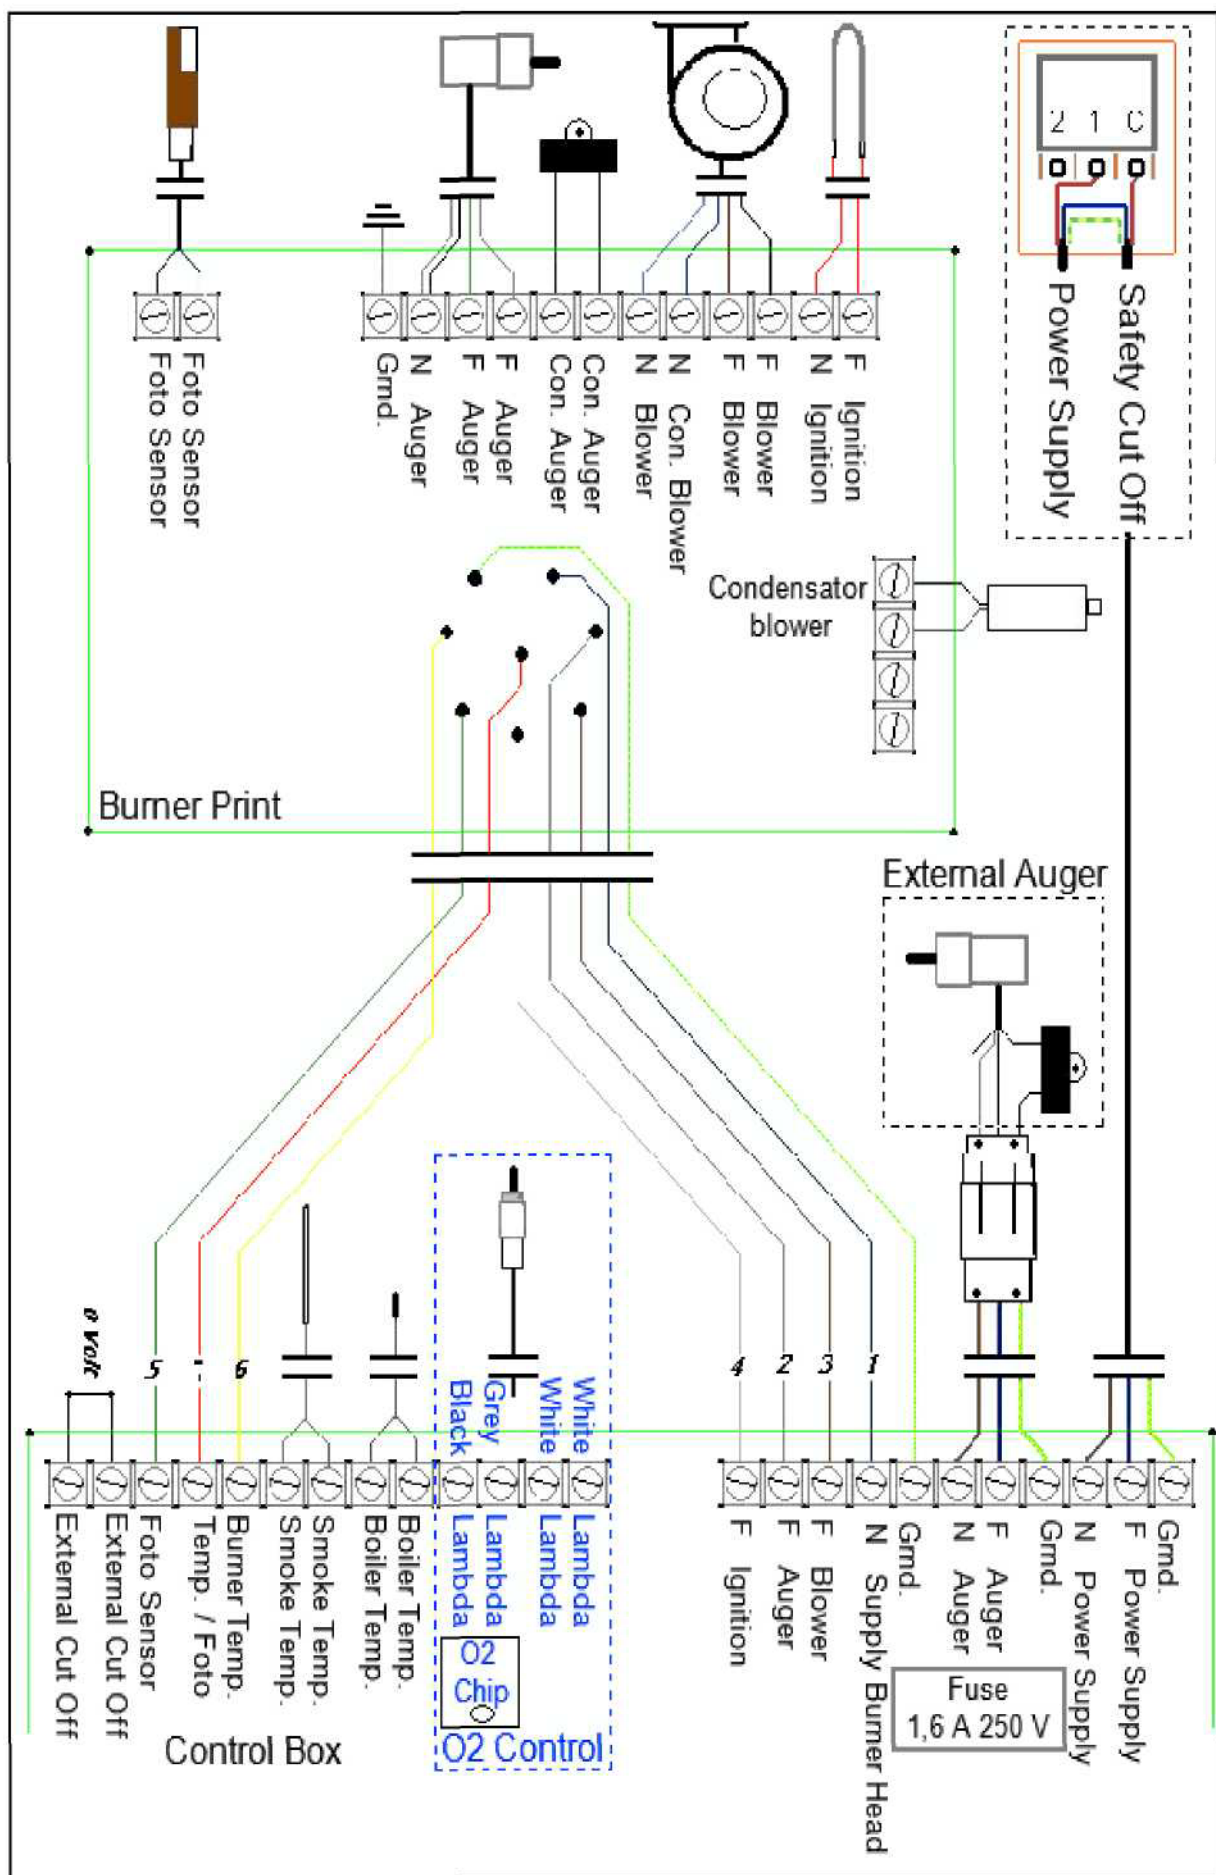 2 1 C
Power Supply
Safety Cut Off
Foto Sensor
Foto Sensor
Grnd.
N Auger
F Auger
F Auger
Con. Auger
Con. Auger
N Blower
N Con. Blower
F Blower
F Blower
N Ignition
F Ignition
Condensator
blower
Burner Print
External Auger
0 Volt
5
-
6
4
2
3
1
Black
Grey
White
White
External Cut Off
External Cut Off
Foto Sensor
Temp. / Foto
Burner Temp.
Smoke Temp.
Smoke Temp.
Boiler Temp.
Boiler Temp.
Lambda
Lambda
Lambda
Lambda
O2
Chip
O2 Control
Control Box
F Ignition
F Auger
F Blower
N Supply Burner Head
Grnd.
N Auger
F Auger
Grnd.
N Power Supply
F Power Supply
Grnd.
Fuse
1,6 A 250 V